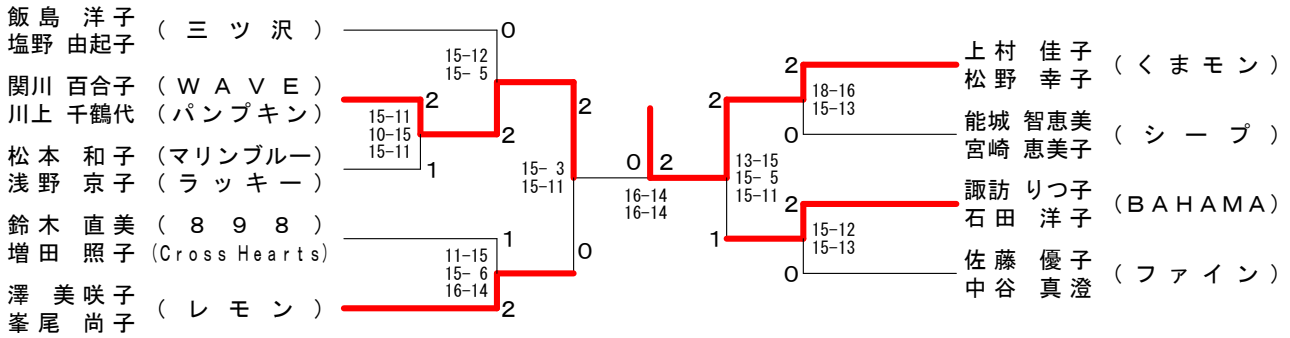 飯島 洋子
塩野 由起子
(三ツ沢)
関川 百合子 (WAVE)
川上 千鶴代 (パンプキン)
松本 和子 (マリンブルー)
浅野 京子 (ラッキー)
鈴木 直美 (898)
増田 照子 (Cross Hearts)
澤 美咲子
峯尾 尚子
(レモン)
0
15-12
15- 5
2
2
15-11
10-15
15-11
1
2
15- 3
15-11
1
11-15
15- 6
16-14
2
0
0 2
16-14
16-14
2
13-15
15- 5
15-11
1
2
18-16
15-13
0
2
15-12
15-13
0
上村 佳子
松野 幸子
(くまモン)
能城 智恵美
宮崎 恵美子
(シープ)
諏訪 りつ子
石田 洋子
(BAHAMA)
佐藤 優子
中谷 真澄
(ファイン)